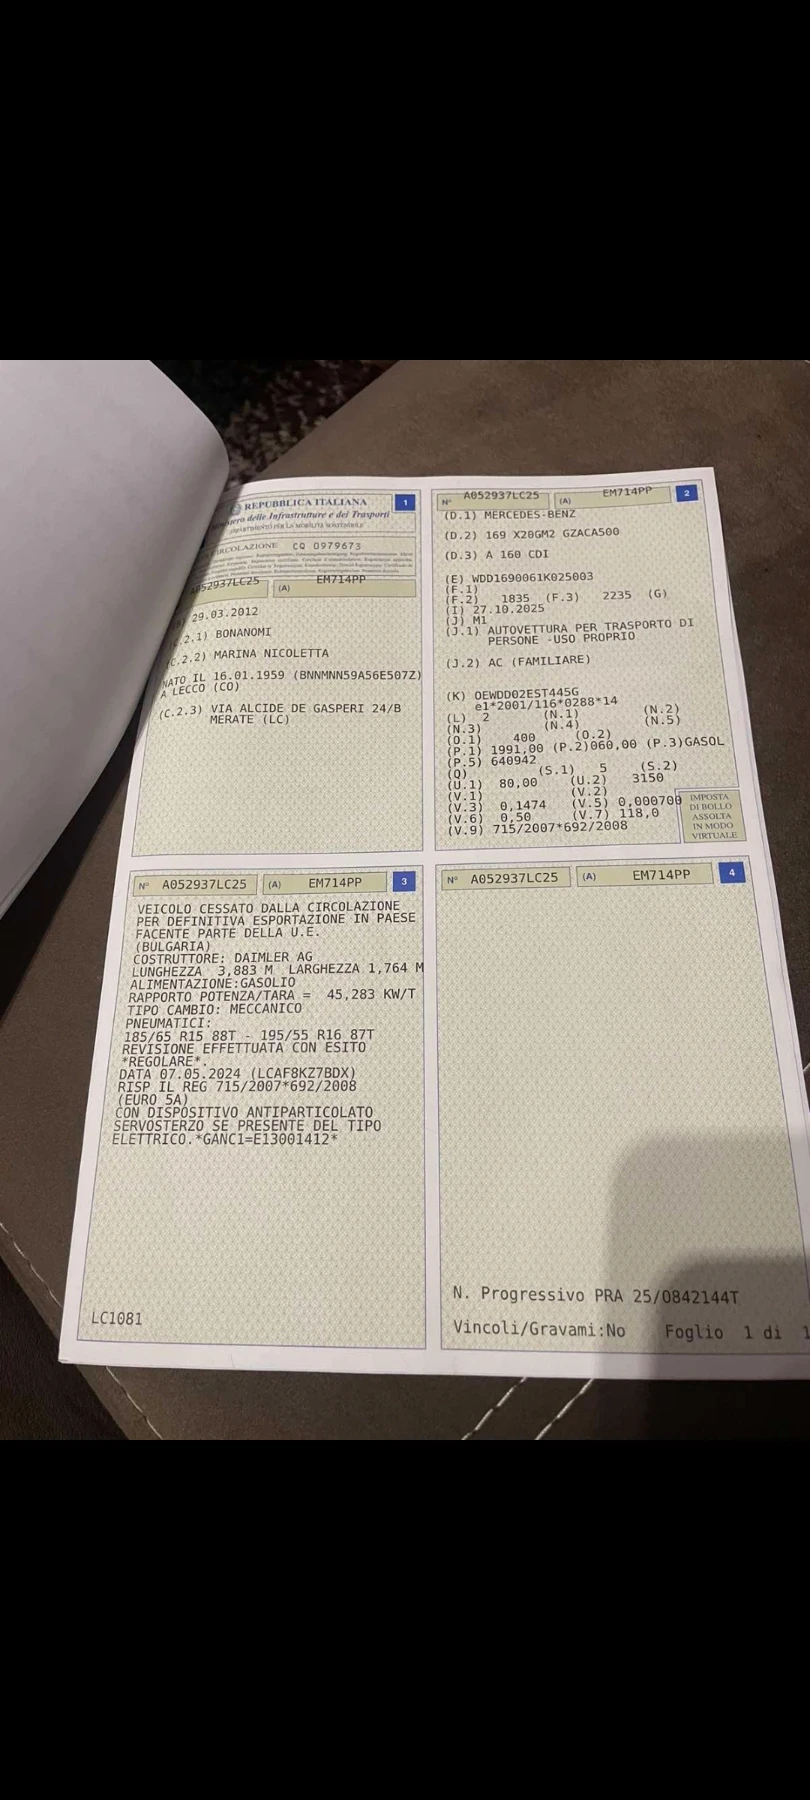 REPUBBLICA ITALIANA
delle Infrastrutture e dei Trasporti
DIPARTIMENTO PER LA MOBILITÀ SOSTENIBILE
1
CIRCOLAZIONE CQ 0979673
A052937LC25 (A) EM714PP
29.03.2012
(C.2.1) BONANOMI
(C.2.2) MARINA NICOLETTA
NATO IL 16.01.1959 (BNNMNN59A56E507Z)
A LECCO (CO)
(C.2.3) VIA ALCIDE DE GASPERI 24/B
MERATE (LC)
N° A052937LC25 (A) EM714PP 2
(D.1) MERCEDES-BENZ
(D.2) 169 X20GM2 GZACA500
(D.3) A 160 CDI
(E) WDD1690061K025003
(F.1)
(F.2) 1835 (F.3) 2235 (G)
(I) 27.10.2025
(J) M1
(J.1) AUTOVETTURA PER TRASPORTO DI
PERSONE -USO PROPRIO
(J.2) AC (FAMILIARE)
(K) OEWDD02EST445G
e1*2001/116*0288*14
(L) 2 (N.1) (N.2)
(N.3) (N.4) (N.5)
(O.1) 400 (O.2)
(P.1) 1991,00 (P.2)060,00 (P.3)GASOL
(P.5) 640942
(Q) (S.1) 5 (S.2)
(U.1) 80,00 (U.2) 3150
(V.1) (V.2)
(V.3) 0,1474 (V.5) 0,000700
(V.6) 0,50 (V.7) 118,0
(V.9) 715/2007*692/2008
IMPOSTA
DI BOLLO
ASSOLTA
IN MODO
VIRTUALE
N° A052937LC25 (A) EM714PP 3
VEICOLO CESSATO DALLA CIRCOLAZIONE
PER DEFINITIVA ESPORTAZIONE IN PAESE
FACENTE PARTE DELLA U.E.
(BULGARIA)
COSTRUTTORE: DAIMLER AG
LUNGHEZZA 3,883 M LARGHEZZA 1,764 M
ALIMENTAZIONE:GASOLIO
RAPPORTO POTENZA/TARA = 45,283 KW/T
TIPO CAMBIO: MECCANICO
PNEUMATICI:
185/65 R15 88T - 195/55 R16 87T
REVISIONE EFFETTUATA CON ESITO
*REGOLARE*.
DATA 07.05.2024 (LCAF8KZ7BDX)
RISP IL REG 715/2007*692/2008
(EURO 5A)
CON DISPOSITIVO ANTIPARTICOLATO
SERVOSTERZO SE PRESENTE DEL TIPO
ELETTRICO.*GANC1=E13001412*
LC1081
N° A052937LC25 (A) EM714PP 4
N. Progressivo PRA 25/0842144T
Vincoli/Gravami:No Foglio 1 di 1